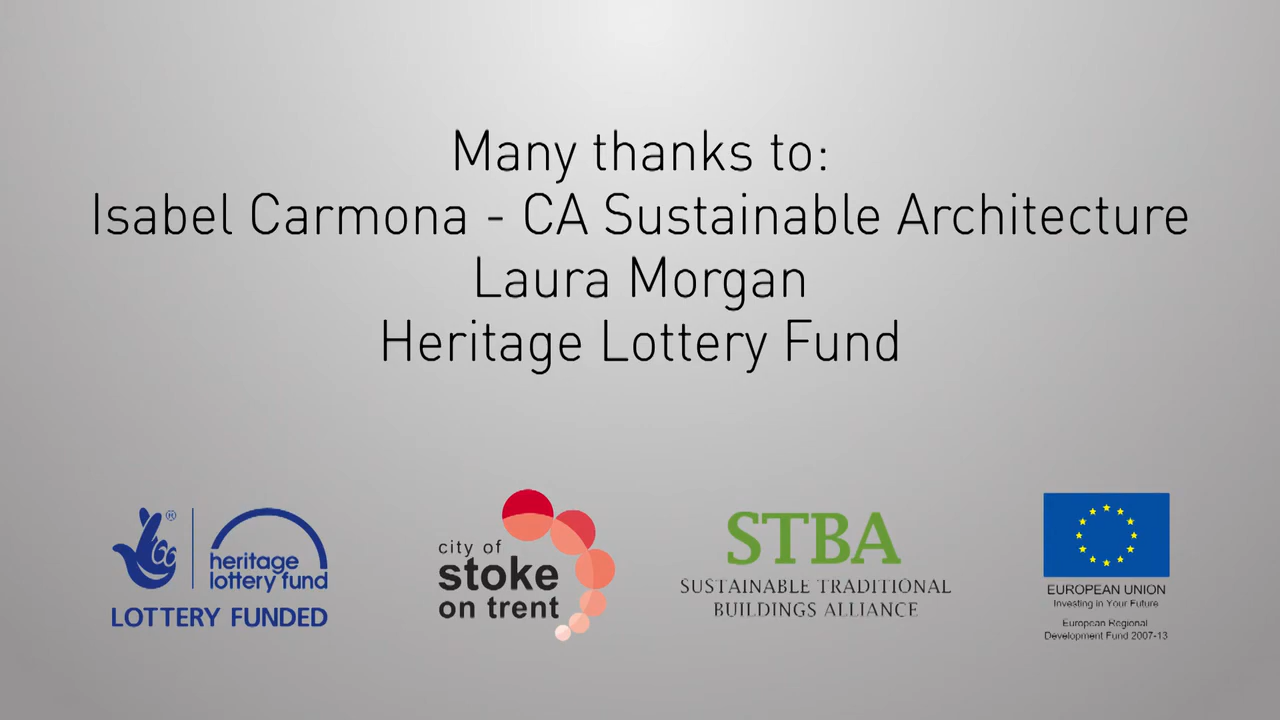 Many thanks to:
Isabel Carmona - CA Sustainable Architecture
Laura Morgan
Heritage Lottery Fund
®
heritage
lottery fund
LOTTERY FUNDED
city of
stoke
on trent
STBA
SUSTAINABLE TRADITIONAL
BUILDINGS ALLIANCE
EUROPEAN UNION
Investing in Your Future
European Regional
Development Fund 2007-13